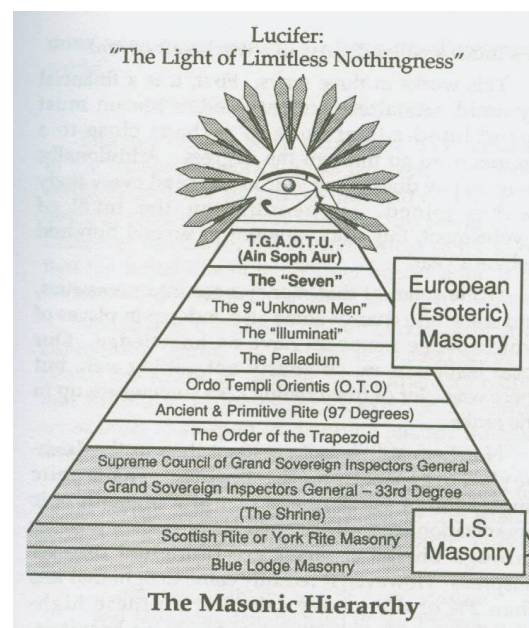 Lucifer:
"The Light of Limitless Nothingness"
T.G.A.O.T.U.
(Ain Soph Aur)
The "Seven"
The 9 "Unknown Men"
The "Illuminati"
The Palladium
Ordo Templi Orientis (O.T.O)
Ancient & Primitive Rite (97 Degrees)
The Order of the Trapezoid
European
(Esoteric)
Masonry
Supreme Council of Grand Sovereign Inspectors General
Grand Sovereign Inspectors General – 33rd Degree
(The Shrine)
Scottish Rite or York Rite Masonry
Blue Lodge Masonry
U.S.
Masonry
The Masonic Hierarchy